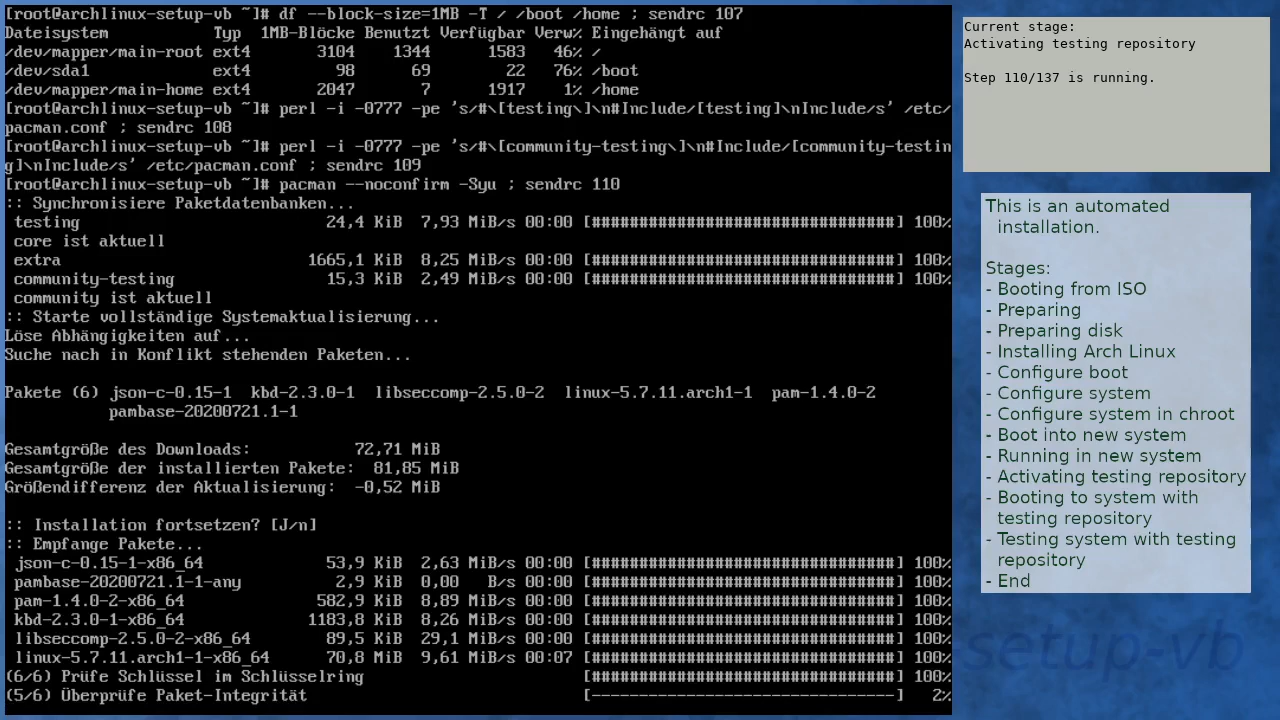 [root@archlinux-setup-vb ~]# df --block-size=1MB -T / /boot /home ; sendrc 107
Dateisystem           Typ  1MB-Blöcke Benutzt Verfügbar Verw% Eingehängt auf
/dev/mapper/main-root ext4       3104    1344      1583   46% /
/dev/sda1             ext4         98      69        22   76% /boot
/dev/mapper/main-home ext4       2047       7      1917    1% /home
[root@archlinux-setup-vb ~]# perl -i -0777 -pe 's/#\[testing\]\n#Include/[testing]\nInclude/s' /etc/
pacman.conf ; sendrc 108
[root@archlinux-setup-vb ~]# perl -i -0777 -pe 's/#\[community-testing\]\n#Include/[community-testin
g]\nInclude/s' /etc/pacman.conf ; sendrc 109
[root@archlinux-setup-vb ~]# pacman --noconfirm -Syu ; sendrc 110
:: Synchronisiere Paketdatenbanken...
 testing                          24,4 KiB  7,93 MiB/s 00:00 [################################] 100%
 core ist aktuell
 extra                          1665,1 KiB  8,25 MiB/s 00:00 [################################] 100%
 community-testing                15,3 KiB  2,49 MiB/s 00:00 [################################] 100%
 community ist aktuell
:: Starte vollständige Systemaktualisierung...
Löse Abhängigkeiten auf...
Suche nach in Konflikt stehenden Paketen...
Pakete (6) json-c-0.15-1  kbd-2.3.0-1  libseccomp-2.5.0-2  linux-5.7.11.arch1-1  pam-1.4.0-2
           pambase-20200721.1-1
Gesamtgröße des Downloads:           72,71 MiB
Gesamtgröße der installierten Pakete:  81,85 MiB
Größendifferenz der Aktualisierung:  -0,52 MiB
:: Installation fortsetzen? [J/n]
:: Empfange Pakete...
 json-c-0.15-1-x86_64             53,9 KiB  2,63 MiB/s 00:00 [################################] 100%
 pambase-20200721.1-1-any          2,9 KiB  0,00   B/s 00:00 [################################] 100%
 pam-1.4.0-2-x86_64              582,9 KiB  8,89 MiB/s 00:00 [################################] 100%
 kbd-2.3.0-1-x86_64             1183,8 KiB  8,26 MiB/s 00:00 [################################] 100%
 libseccomp-2.5.0-2-x86_64        89,5 KiB  29,1 MiB/s 00:00 [################################] 100%
 linux-5.7.11.arch1-1-x86_64      70,8 MiB  9,61 MiB/s 00:07 [################################] 100%
(6/6) Prüfe Schlüssel im Schlüsselring                       [################################] 100%
(5/6) Überprüfe Paket-Integrität                             [--------------------------------]   2%
Current stage:
Activating testing repository
Step 110/137 is running.
This is an automated
installation.
Stages:
- Booting from ISO
- Preparing
- Preparing disk
- Installing Arch Linux
- Configure boot
- Configure system
- Configure system in chroot
- Boot into new system
- Running in new system
- Activating testing repository
- Booting to system with
testing repository
- Testing system with testing
repository
- End
setup-vb